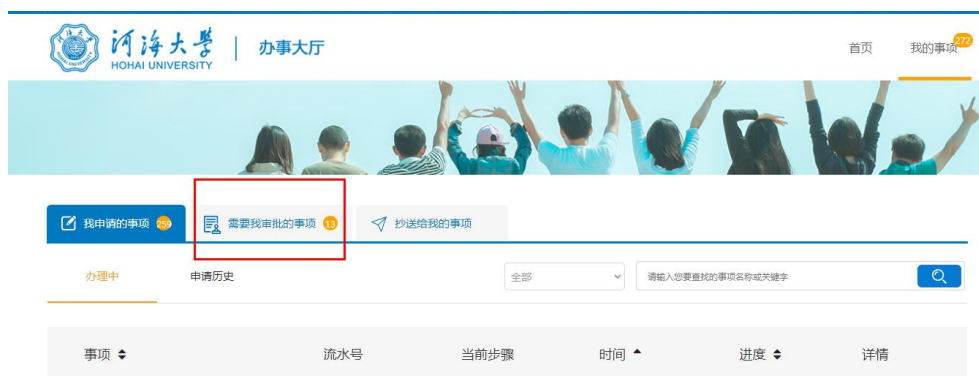 河海大学 | 办事大厅
HOHAI UNIVERSITY
首页 我的事项 272
我申请的事项 259 需要我审批的事项 13 抄送给我的事项
办理中 申请历史 全部 请输入您要查找的事项名称或关键字
事项 流水号 当前步骤 时间 进度 详情